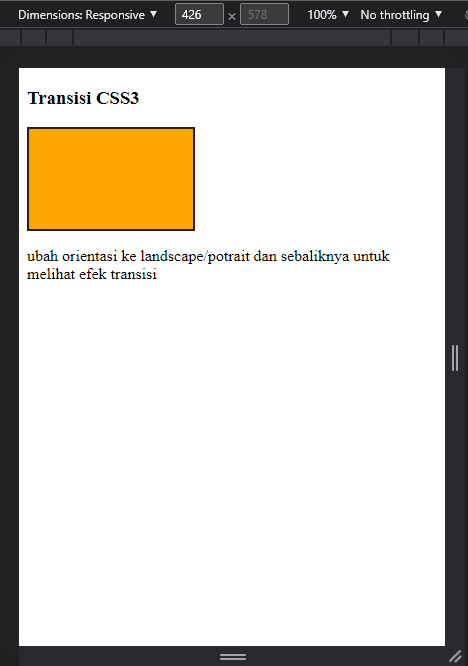 Dimensions: Responsive ▼ 426 × 578 100% ▼ No throttling ▼
Transisi CSS3
ubah orientasi ke landscape/potrait dan sebaliknya untuk
melihat efek transisi